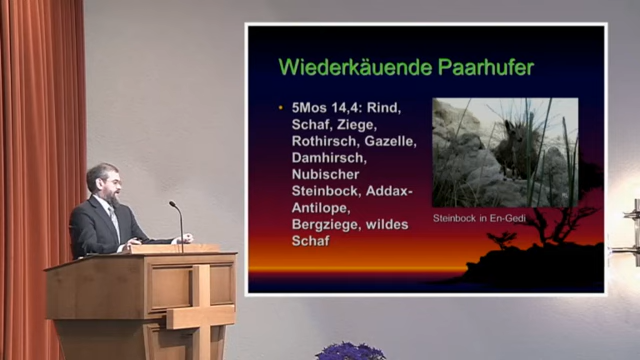 Wiederkäuende Paarhufer
• 5Mos 14,4: Rind,
Schaf, Ziege,
Rothirsch, Gazelle,
Damhirsch,
Nubischer
Steinbock, Addax-
Antilope,
Bergziege, wildes
Schaf
Steinbock in En-Gedi